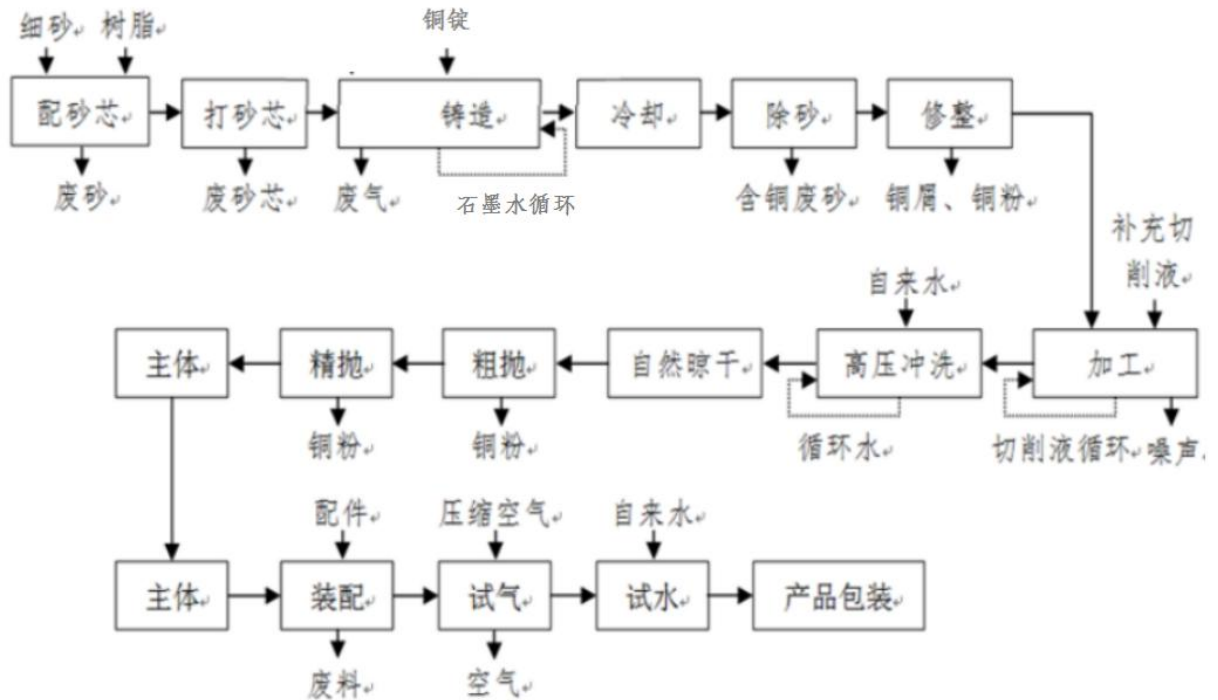 细砂 树脂
铜锭
配砂芯 打砂芯 铸造 冷却 除砂 修整
废砂 废砂芯 废气 石墨水循环 含铜废砂 铜屑、铜粉
补充切
削液
自来水
主体 精抛 粗抛 自然晾干 高压冲洗 加工
铜粉 铜粉 循环水 切削液循环 噪声
配件 压缩空气 自来水
主体 装配 试气 试水 产品包装
废料 空气